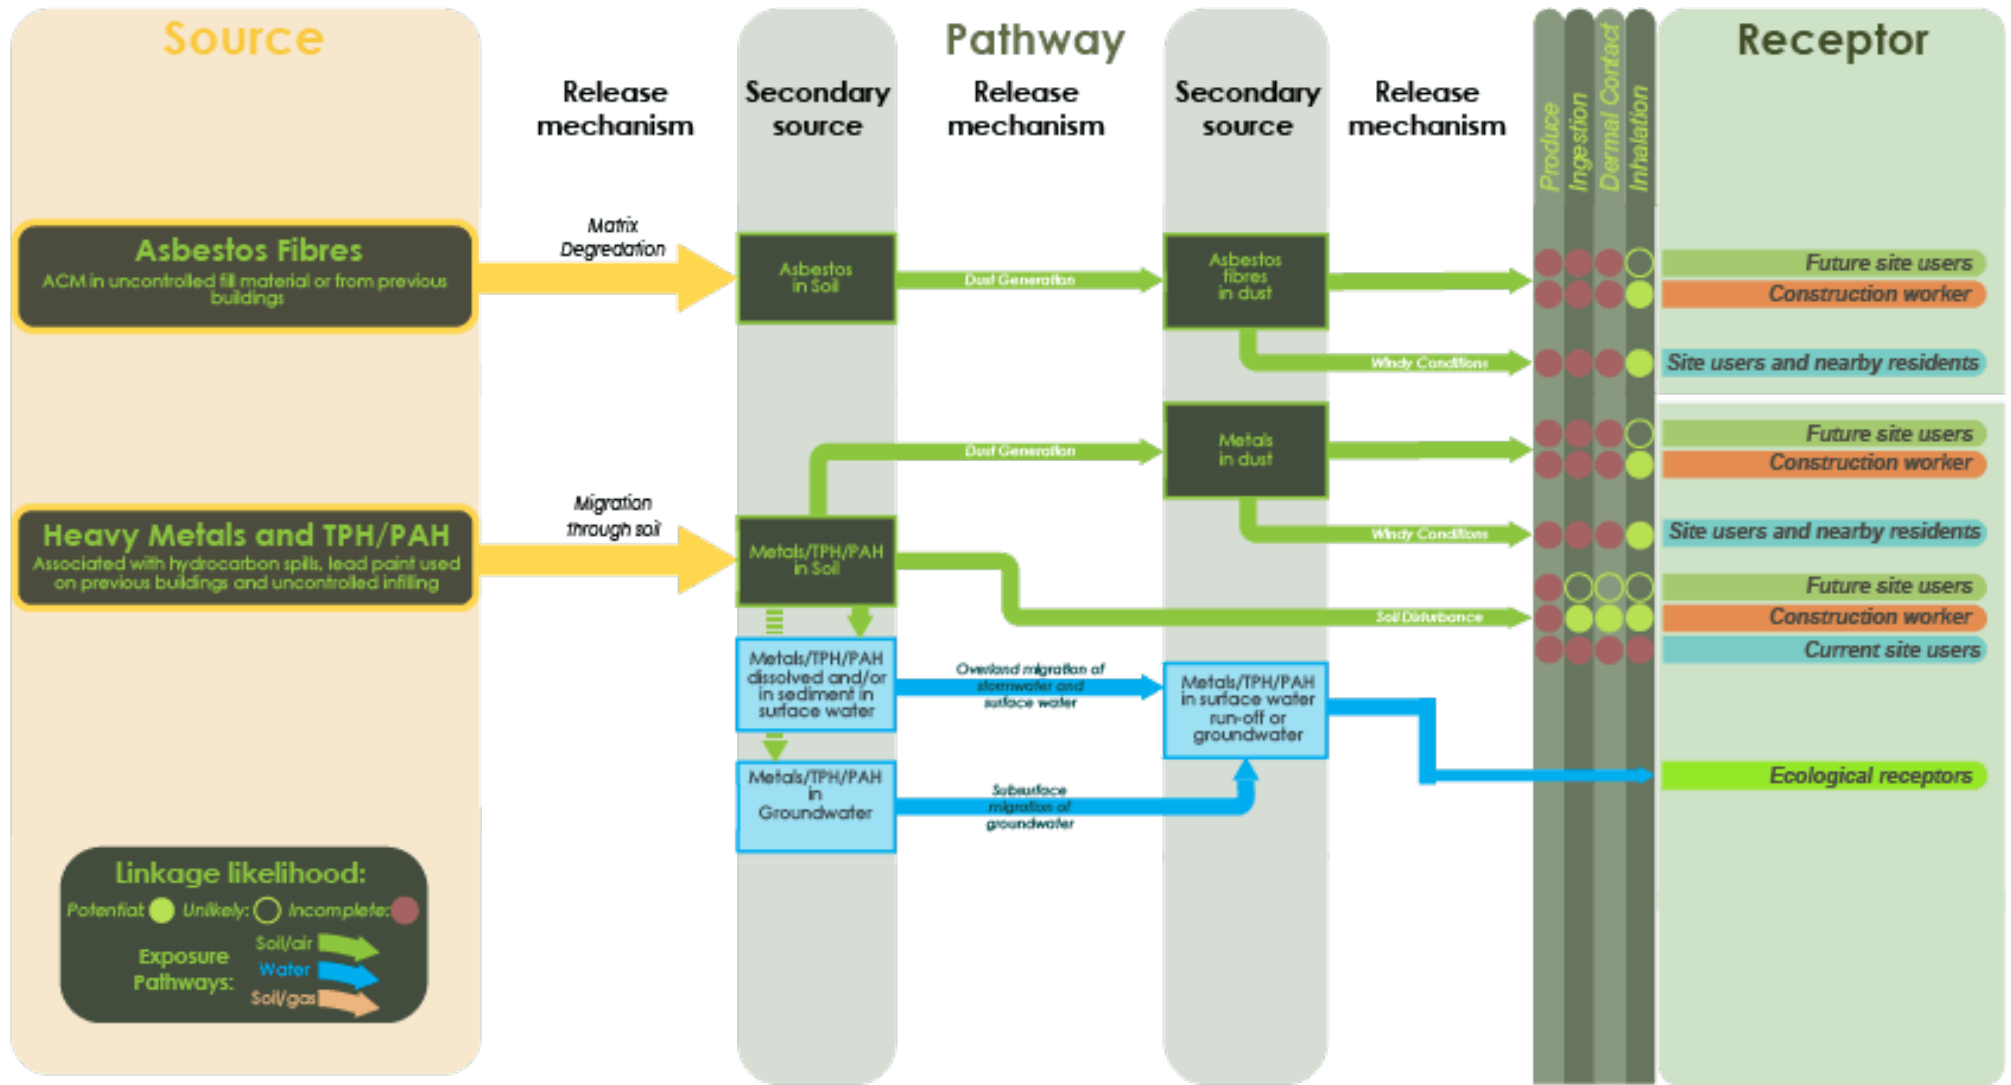 Source
Pathway
Receptor
Release
mechanism
Secondary
source
Release
mechanism
Secondary
source
Release
mechanism
Produce
Ingestion
Dermal Contact
Inhalation
Asbestos Fibres
ACM in uncontrolled fill material or from previous
buildings
Matrix
Degredation
Asbestos
in Soil
Dust Generation
Asbestos
fibres
in dust
Future site users
Construction worker
Windy Conditions
Site users and nearby residents
Heavy Metals and TPH/PAH
Associated with hydrocarbon spills, lead paint used
on previous buildings and uncontrolled infilling
Migration
through soil
Metals/TPH/PAH
in Soil
Dust Generation
Metals
in dust
Future site users
Construction worker
Windy Conditions
Site users and nearby residents
Soil Disturbance
Future site users
Construction worker
Current site users
Metals/TPH/PAH
dissolved and/or
in sediment in
surface water
Overland migration of
stormwater and
surface water
Metals/TPH/PAH
in surface water
run-off or
groundwater
Ecological receptors
Metals/TPH/PAH
in
Groundwater
Subsurface
migration of
groundwater
Linkage likelihood:
Potential: Unlikely: Incomplete:
Exposure
Pathways:
Soil/air
Water
Soil/gas